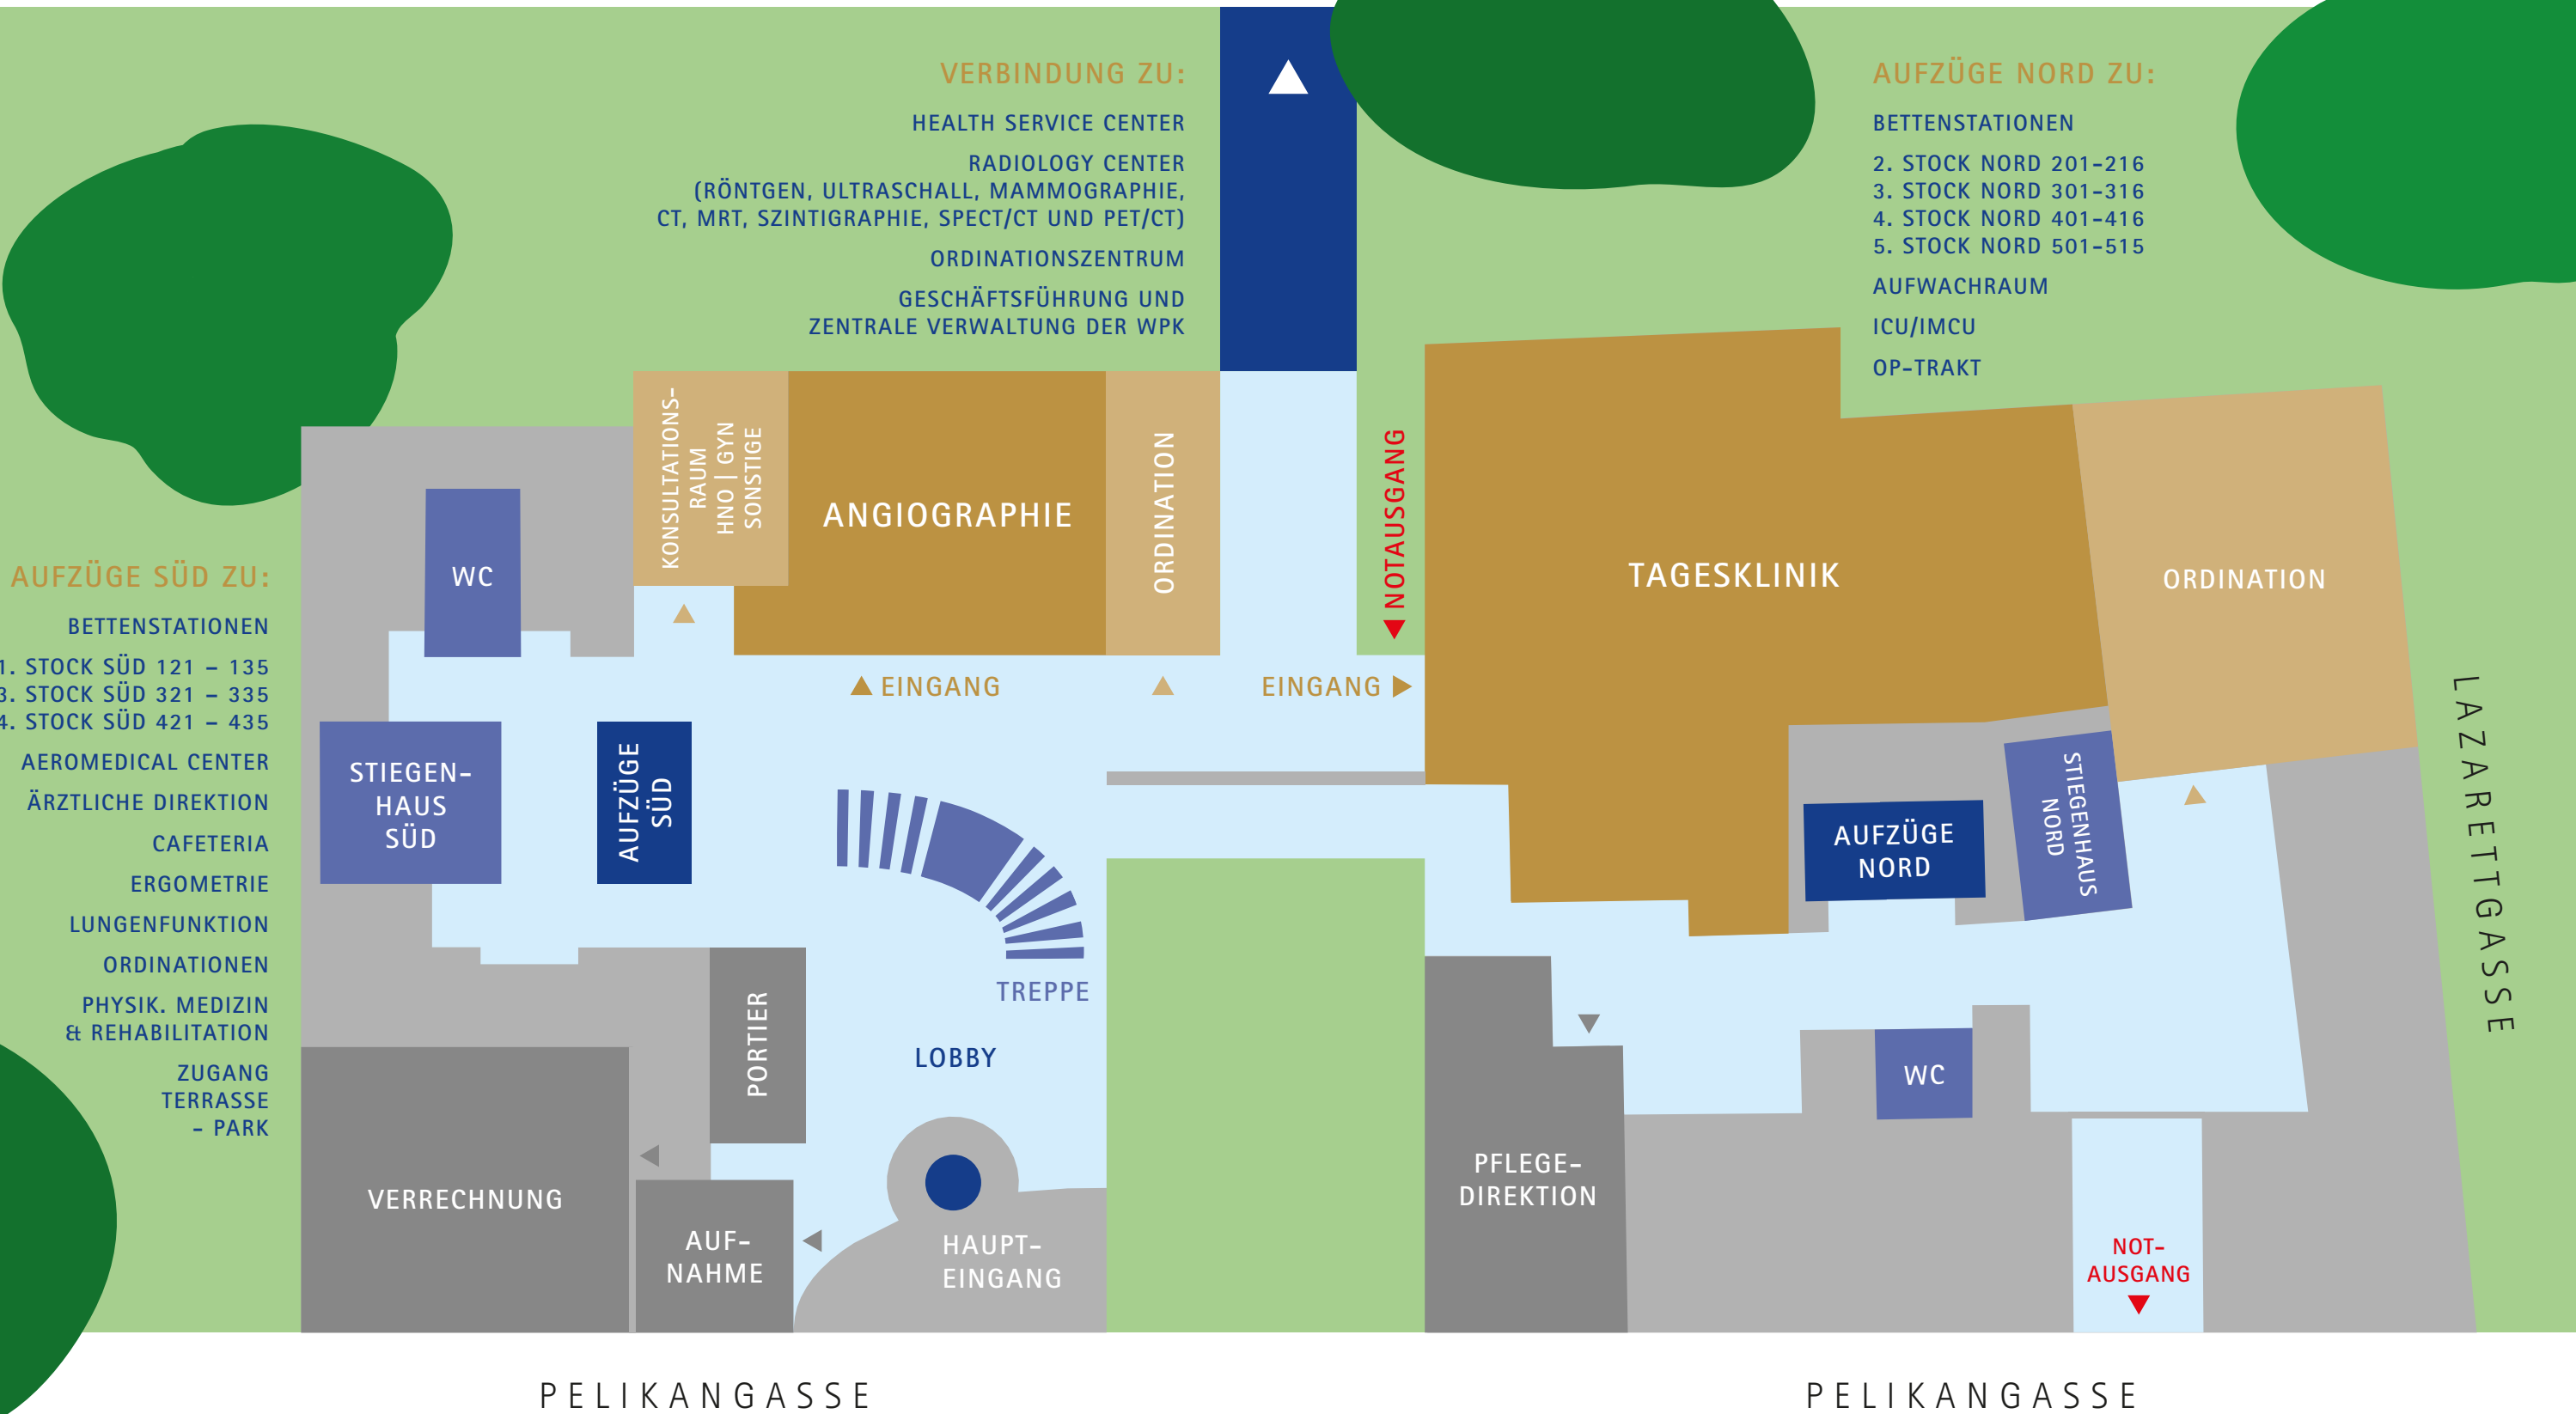 VERBINDUNG ZU:
HEALTH SERVICE CENTER
RADIOLOGY CENTER
(RÖNTGEN, ULTRASCHALL, MAMMOGRAPHIE,
CT, MRT, SZINTIGRAPHIE, SPECT/CT UND PET/CT)
ORDINATIONSZENTRUM
GESCHÄFTSFÜHRUNG UND
ZENTRALE VERWALTUNG DER WPK
AUFZÜGE NORD ZU:
BETTENSTATIONEN
2. STOCK NORD 201-216
3. STOCK NORD 301-316
4. STOCK NORD 401-416
5. STOCK NORD 501-515
AUFWACHRAUM
ICU/IMCU
OP-TRAKT
AUFZÜGE SÜD ZU:
BETTENSTATIONEN
1. STOCK SÜD 121 - 135
3. STOCK SÜD 321 - 335
4. STOCK SÜD 421 - 435
AEROMEDICAL CENTER
ÄRZTLICHE DIREKTION
CAFETERIA
ERGOMETRIE
LUNGENFUNKTION
ORDINATIONEN
PHYSIK. MEDIZIN
& REHABILITATION
ZUGANG
TERRASSE
- PARK
WC
KONSULTATIONS-
RAUM
HNO | GYN
SONSTIGE
ANGIOGRAPHIE
ORDINATION
NOTAUSGANG
TAGESKLINIK
ORDINATION
EINGANG
EINGANG
STIEGEN-
HAUS
SÜD
AUFZÜGE
SÜD
TREPPE
LOBBY
PORTIER
VERRECHNUNG
AUF-
NAHME
HAUPT-
EINGANG
AUFZÜGE
NORD
STIEGENHAUS
NORD
WC
PFLEGE-
DIREKTION
NOT-
AUSGANG
LAZARETTGASSE
PELIKANGASSE
PELIKANGASSE